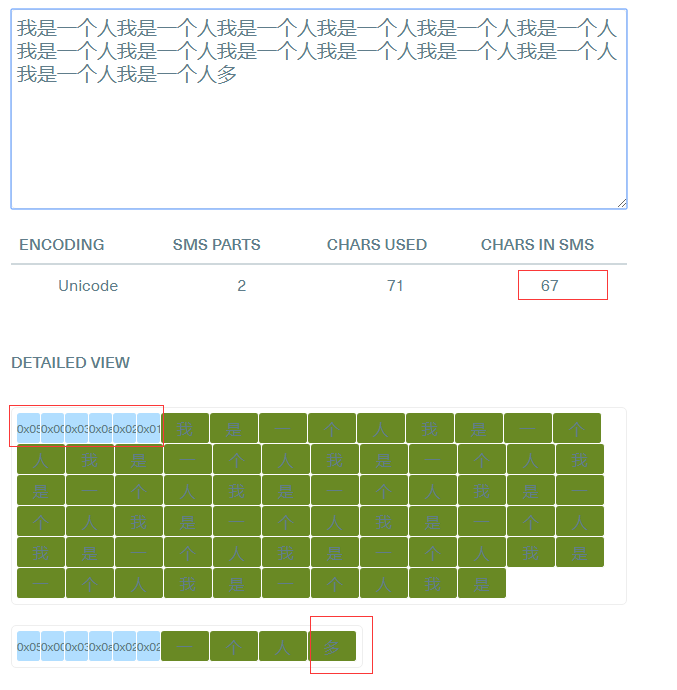 我是一个人我是一个人我是一个人我是一个人我是一个人我是一个人
我是一个人我是一个人我是一个人我是一个人我是一个人我是一个人
我是一个人我是一个人多
ENCODING SMS PARTS CHARS USED CHARS IN SMS
Unicode 2 71 67
DETAILED VIEW
0x05 0x00 0x03 0x0a 0x02 0x01 我 是 一 个 人 我 是 一 个
人 我 是 个 人 我 是 个 人 我
是 一 个 人 我 是 一 个 人 我 是 一
个 人 我 是 个 人 我 是 个 人
我 是 一 个 人 我 是 一 个 人 我 是
个 人 我 是 个 人 我 是
0x05 0x00 0x03 0x0a 0x02 0x02 一 个 人 多